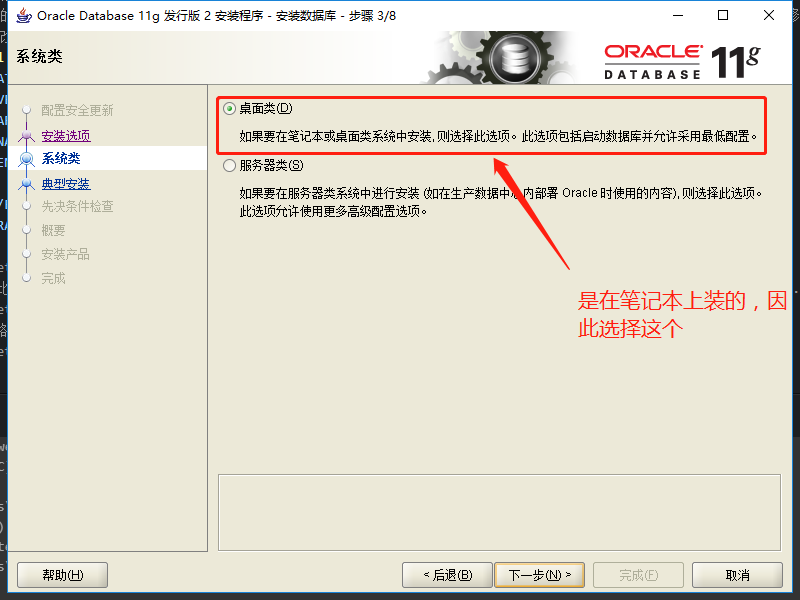 Oracle Database 11g 发行版 2 安装程序 - 安装数据库 - 步骤 3/8
系统类
ORACLE
DATABASE 11g
配置安全更新
安装选项
系统类
典型安装
先决条件检查
概要
安装产品
完成
桌面类(D)
如果要在笔记本或桌面类系统中安装,则选择此选项。此选项包括启动数据库并允许采用最低配置。
服务器类(S)
如果要在服务器类系统中进行安装 (如在生产数据中心内部署 Oracle 时使用的内容),则选择此选项。
此选项允许使用更多高级配置选项。
是在笔记本上装的，因
此选择这个
帮助(H)
< 后退(B)
下一步(N) >
完成(F)
取消